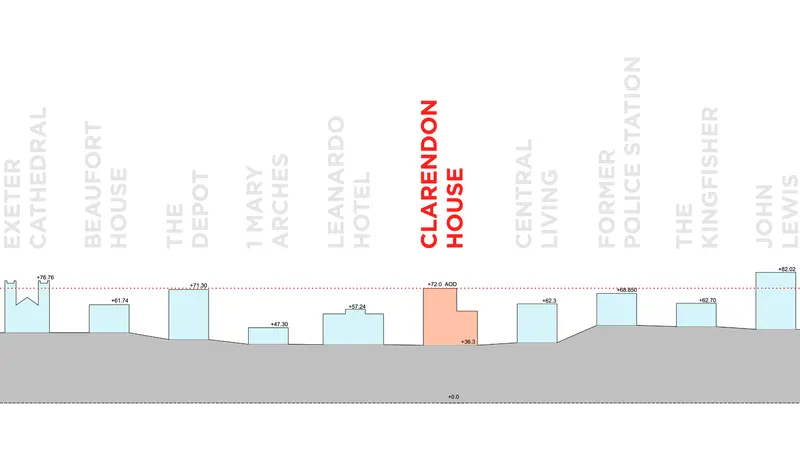 EXETER
CATHEDRAL
BEAUFORT
HOUSE
THE
DEPOT
1 MARY
ARCHES
LEANARDO
HOTEL
CLARENDON
HOUSE
CENTRAL
LIVING
FORMER
POLICE STATION
THE
KINGFISHER
JOHN
LEWIS
+76.76
+61.74
+71.30
+47.30
+57.24
+72.0 AOD
+36.3
+62.3
+68.850
+62.70
+82.02
+0.0